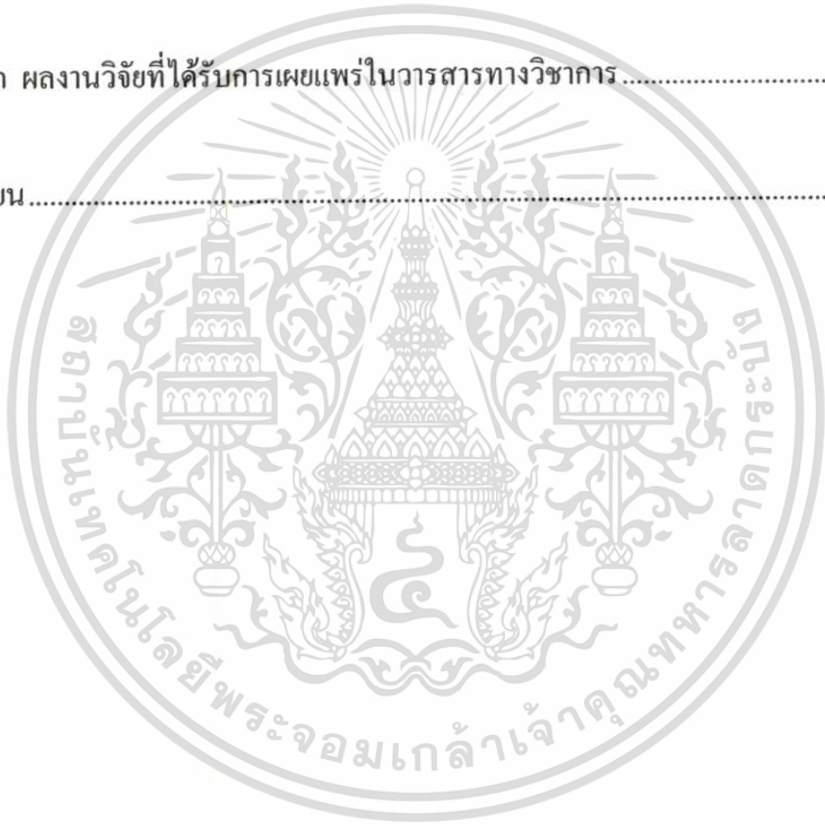 ผลงานวิจัยที่ได้รับการเผยแพร่ในวารสารทางวิชาการ................................
................................................................................................
สถาบันเทคโนโลยีพระจอมเกล้าเจ้าคุณทหารลาดกระบัง
๔